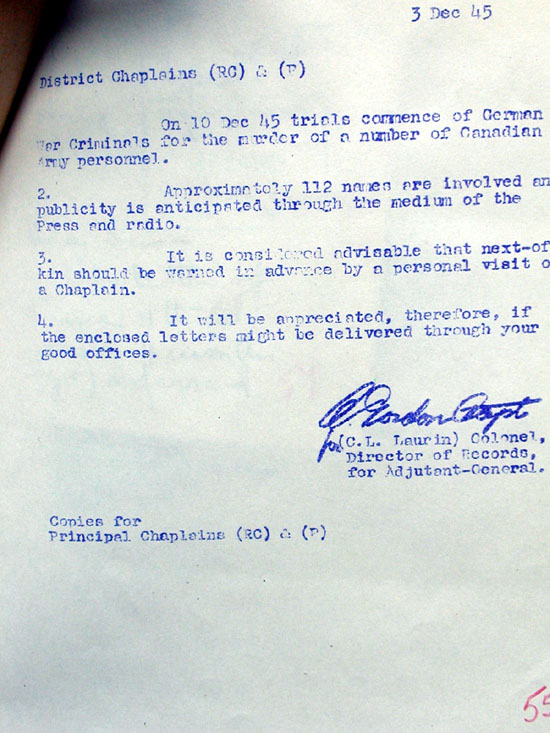 3 Dec 45
District Chaplains (RC) & (P)
On 10 Dec 45 trials commence of German
War Criminals for the murder of a number of Canadian
Army personnel.
2. Approximately 112 names are involved an
publicity is anticipated through the medium of the
Press and radio.
3. It is considered advisable that next-of
kin should be warned in advance by a personal visit o
a Chaplain.
4. It will be appreciated, therefore, if
the enclosed letters might be delivered through your
good offices.
for (C.L. Laurin) Colonel,
Director of Records,
for Adjutant-General.
Copies for
Principal Chaplains (RC) & (P)
55